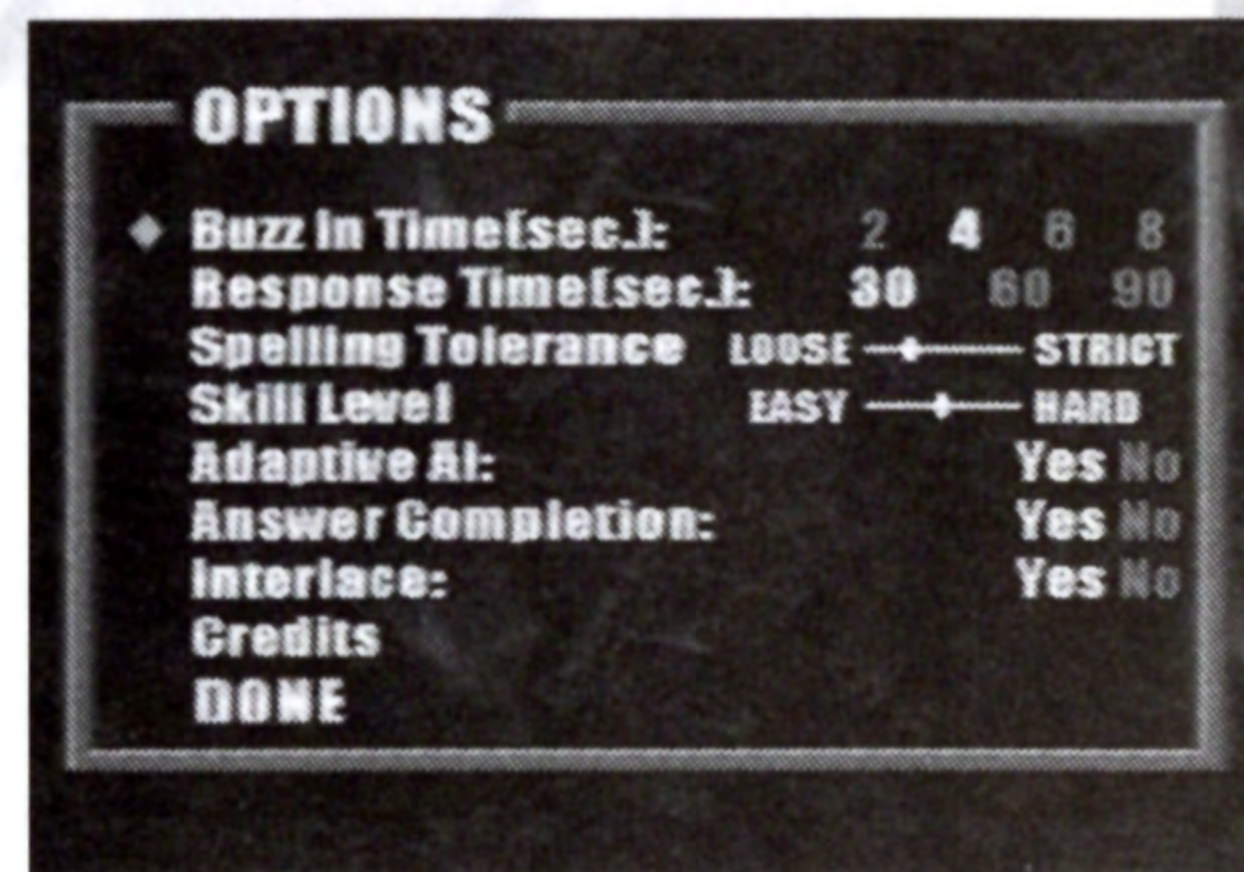 OPTIONS
Buzz In Time(sec.): 2 4 6 8
Response Time(sec.): 30 60 90
Spelling Tolerance LOOSE STRICT
Skill Level EASY HARD
Adaptive AI: Yes No
Answer Completion: Yes No
Interlace: Yes No
Credits
DONE